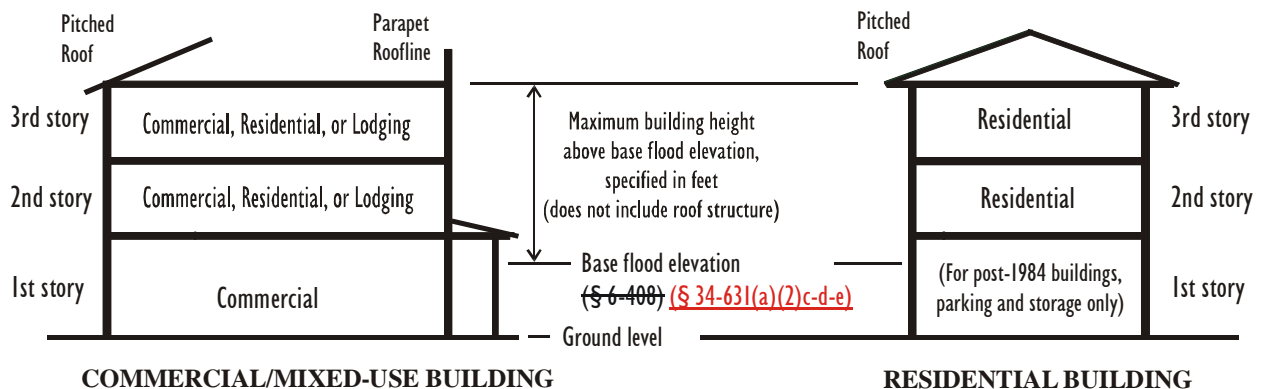 Pitched
Roof
Parapet
Roofline
Pitched
Roof
3rd story
Commercial, Residential, or Lodging
2nd story
Commercial, Residential, or Lodging
1st story
Commercial
Maximum building height
above base flood elevation,
specified in feet
(does not include roof structure)
Base flood elevation
(§ 6-408) (§ 34-631(a)(2)c-d-e)
Ground level
Residential
3rd story
Residential
2nd story
(For post-1984 buildings,
parking and storage only)
1st story
COMMERCIAL/MIXED-USE BUILDING
RESIDENTIAL BUILDING